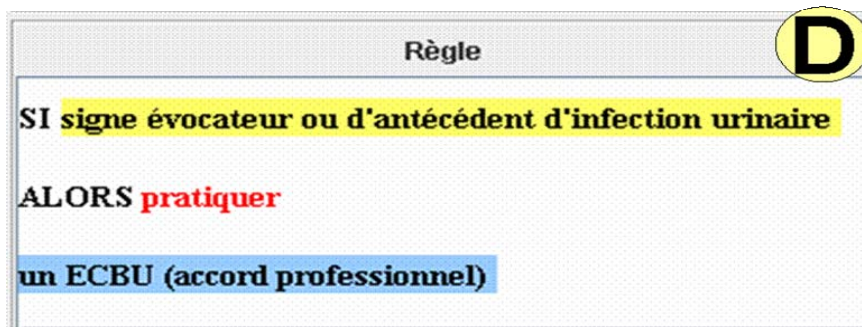 Règle
D
SI signe évocateur ou d'antécédent d'infection urinaire
ALORS pratiquer
un ECBU (accord professionnel)